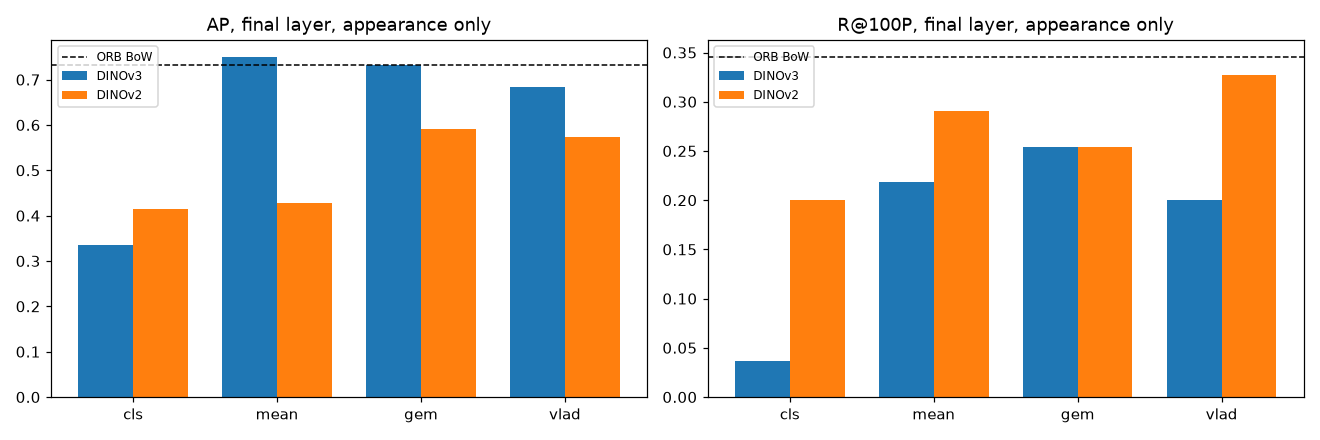 AP, final layer, appearance only
ORB BoW
DINOv3
DINOv2
0.7
0.6
0.5
0.4
0.3
0.2
0.1
0.0
cls mean gem vlad
R@100P, final layer, appearance only
ORB BoW
DINOv3
DINOv2
0.35
0.30
0.25
0.20
0.15
0.10
0.05
0.00
cls mean gem vlad